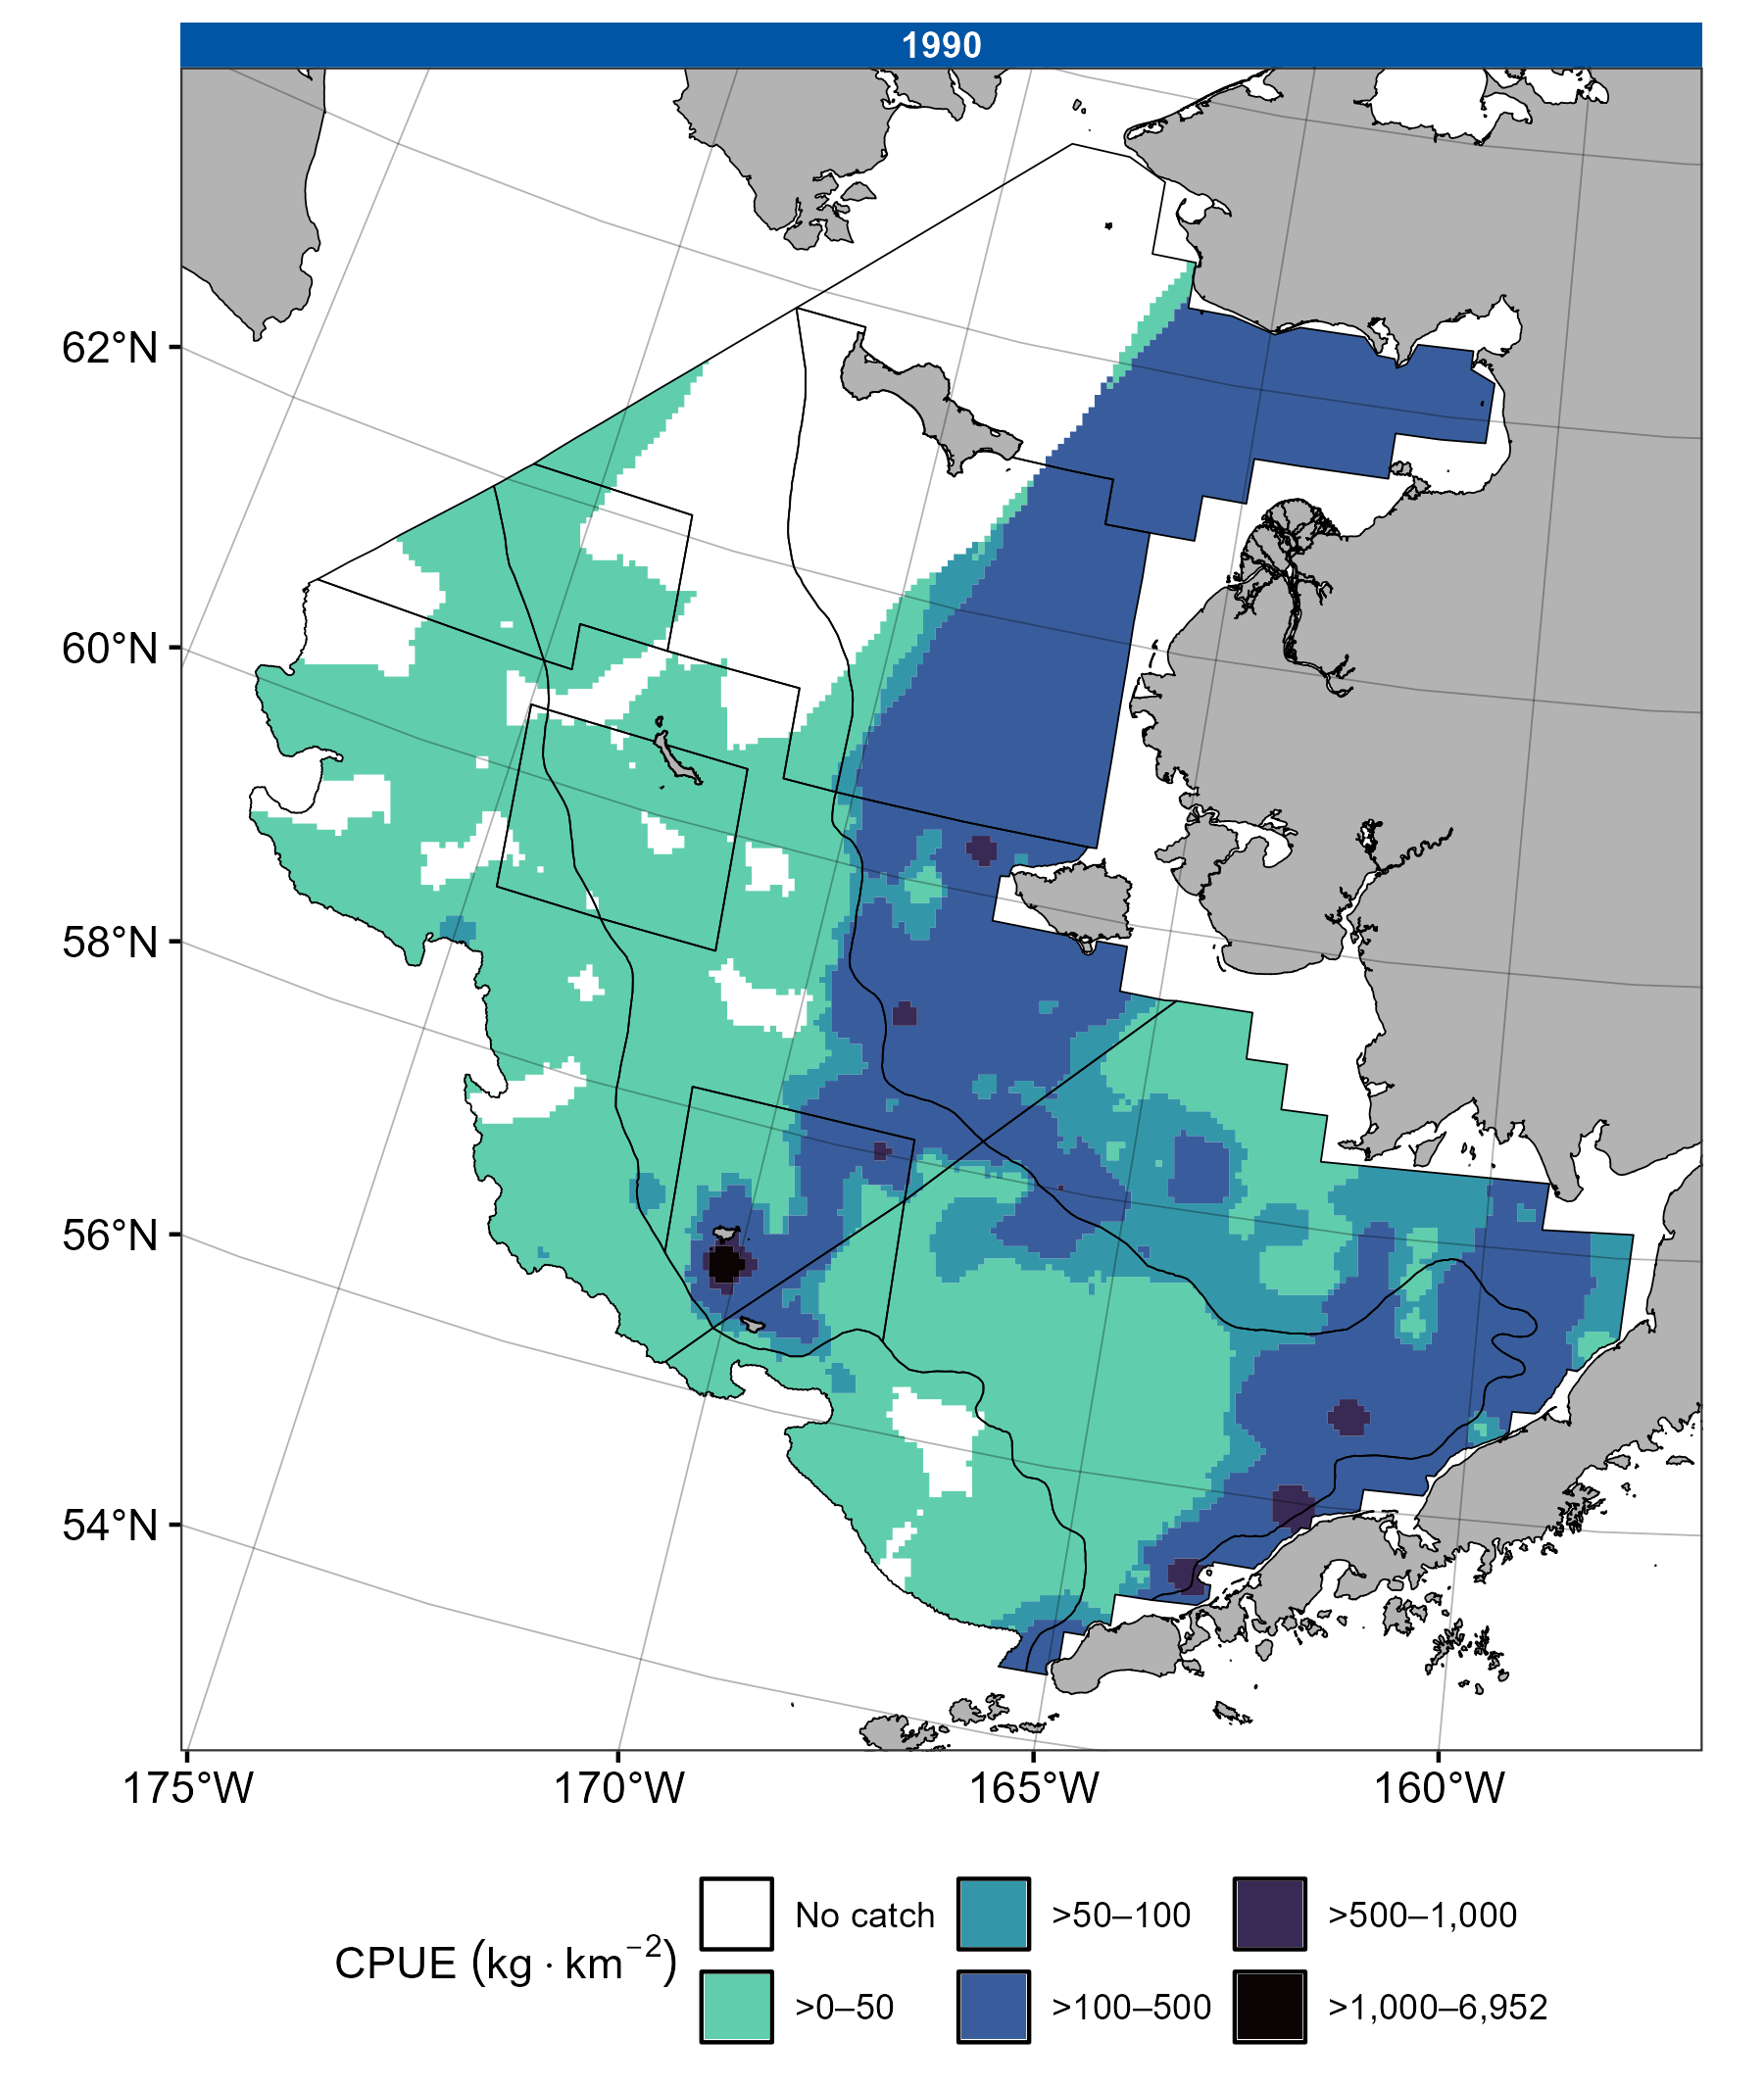 1990
62°N
60°N
58°N
56°N
54°N
175°W 170°W 165°W 160°W
CPUE (kg · km⁻²)
No catch >50–100 >500–1,000
>0–50 >100–500 >1,000–6,952